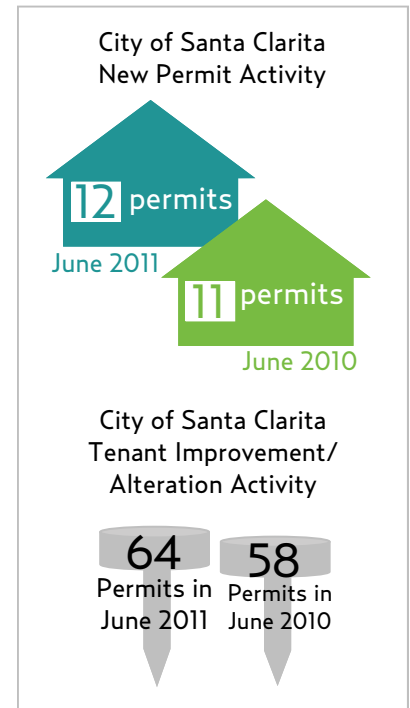 City of Santa Clarita
New Permit Activity
12 permits
June 2011
11 permits
June 2010
City of Santa Clarita
Tenant Improvement/
Alteration Activity
64
Permits in
June 2011
58
Permits in
June 2010